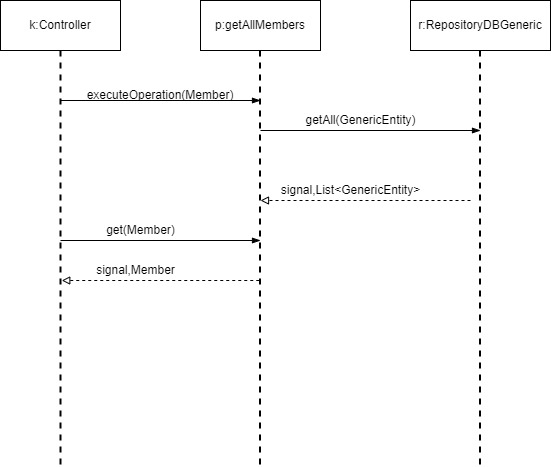 k:Controller
p:getAllMembers
r:RepositoryDBGeneric
executeOperation(Member)
getAll(GenericEntity)
signal,List<GenericEntity>
get(Member)
signal,Member